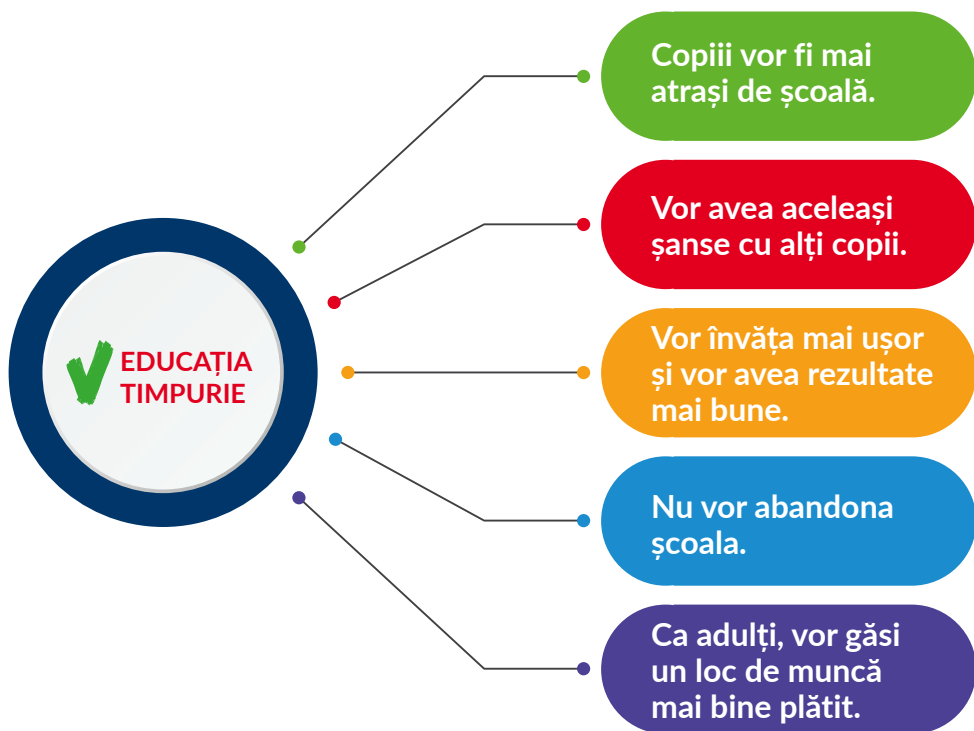 EDUCAȚIA
TIMPURIE
Copiii vor fi mai
atrași de școală.
Vor avea aceleași
șanse cu alți copii.
Vor învăța mai ușor
și vor avea rezultate
mai bune.
Nu vor abandona
școala.
Ca adulți, vor găsi
un loc de muncă
mai bine plătit.